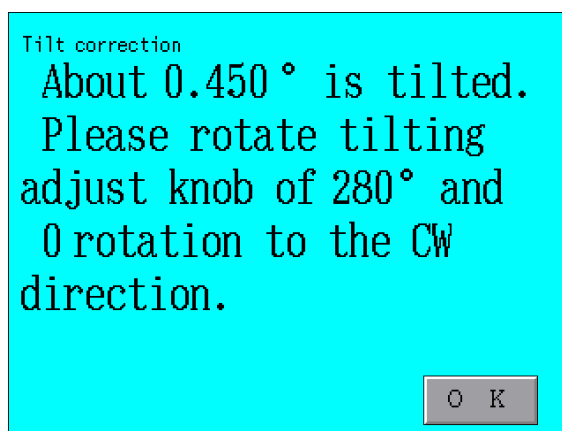 Tilt correction
About 0.450° is tilted.
Please rotate tilting
adjust knob of 280° and
0 rotation to the CW
direction.
O K